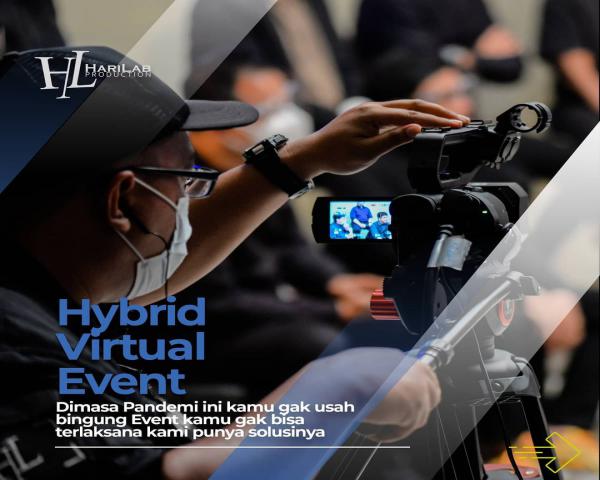 HL HARILAB
PRODUCTION
Hybrid
Virtual
Event
Dimasa Pandemi ini kamu gak usah
bingung Event kamu gak bisa
terlaksana kami punya solusinya